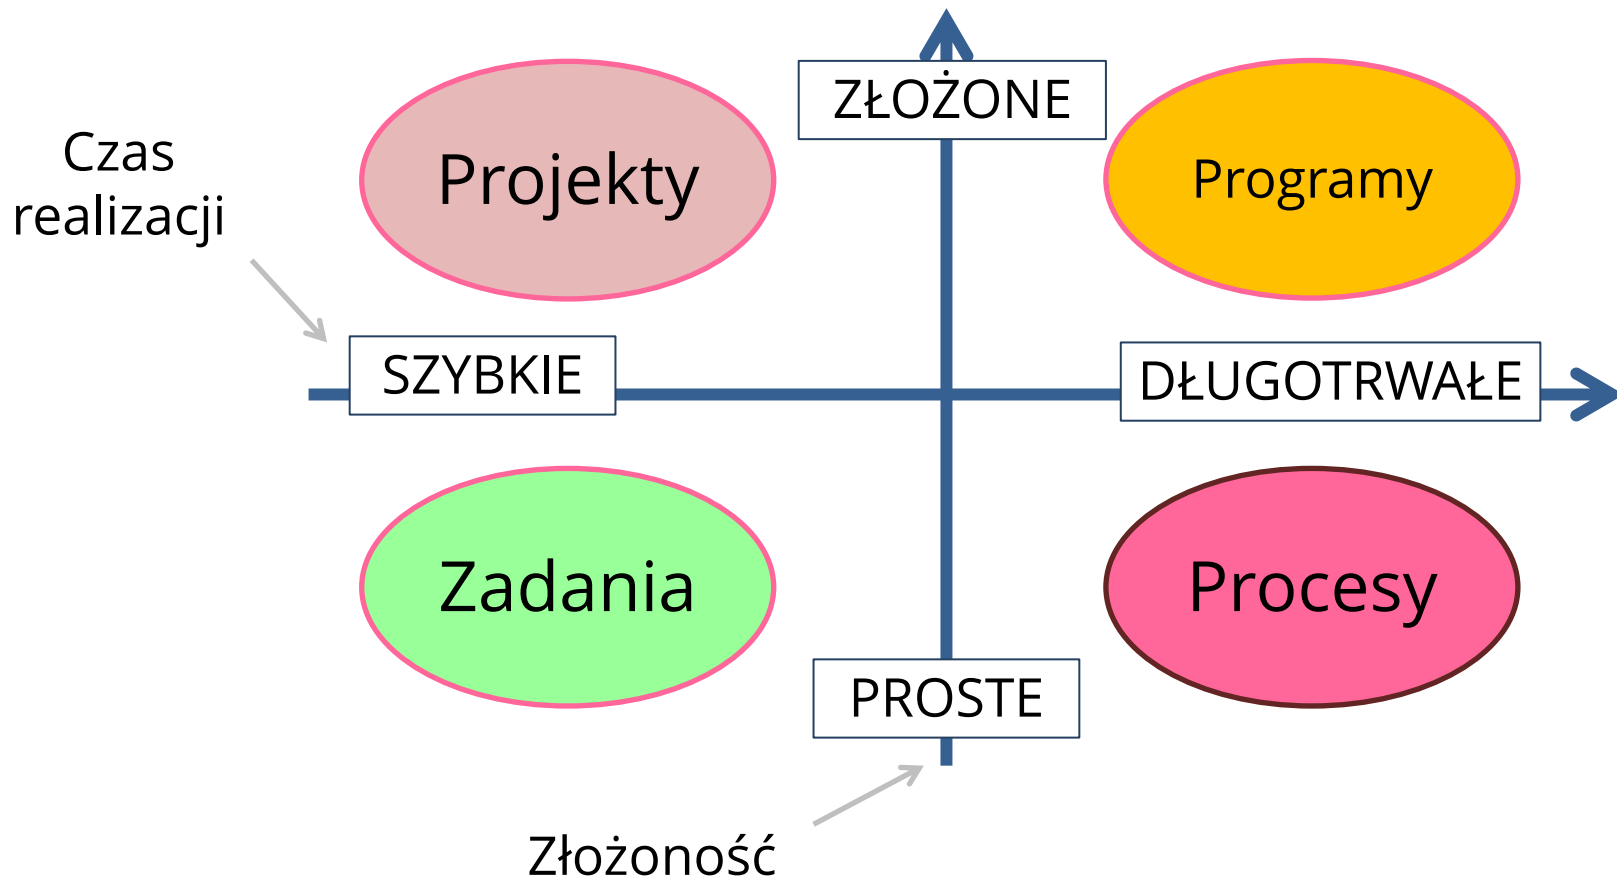 ZŁOŻONE
Czas
realizacji
Projekty
Programy
SZYBKIE
DŁUGOTRWAŁE
Zadania
Procesy
PROSTE
Złożoność